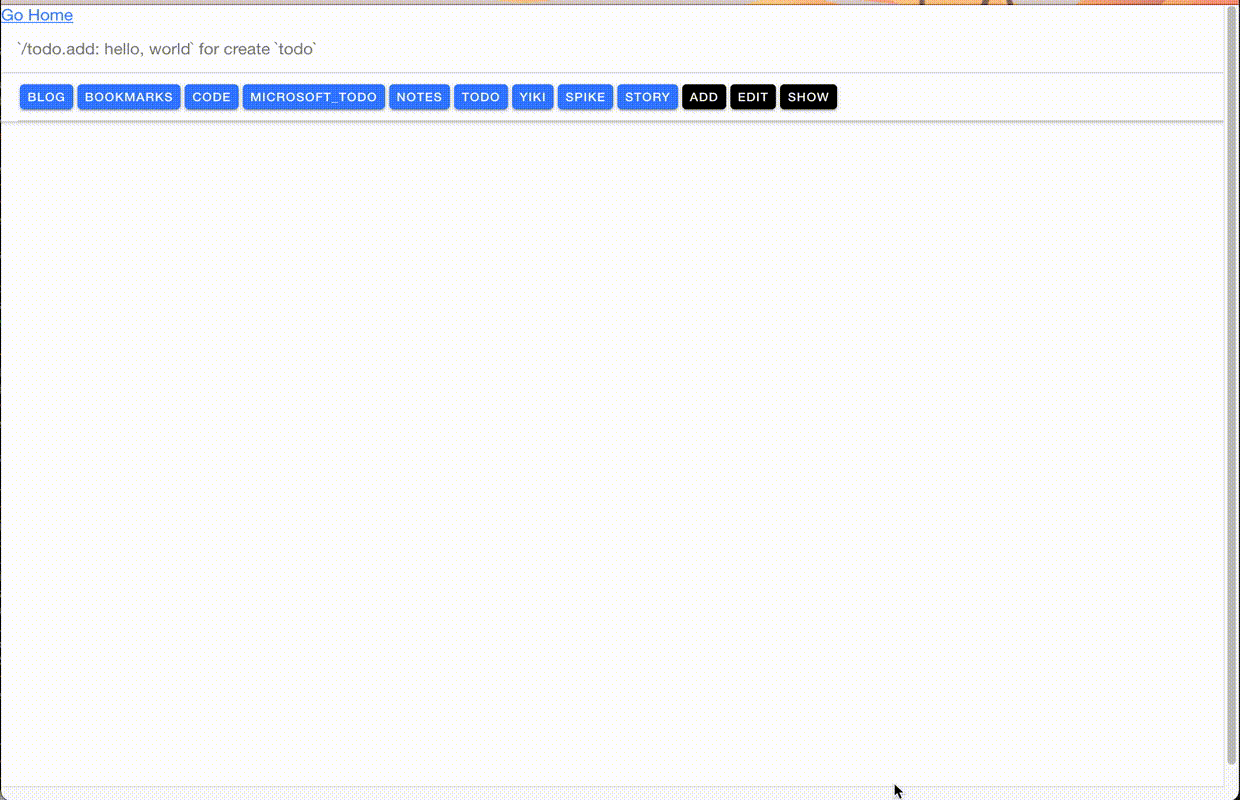 Go Home
`/todo.add: hello, world` for create `todo`
BLOG BOOKMARKS CODE MICROSOFT_TODO NOTES TODO YIKI SPIKE STORY ADD EDIT SHOW